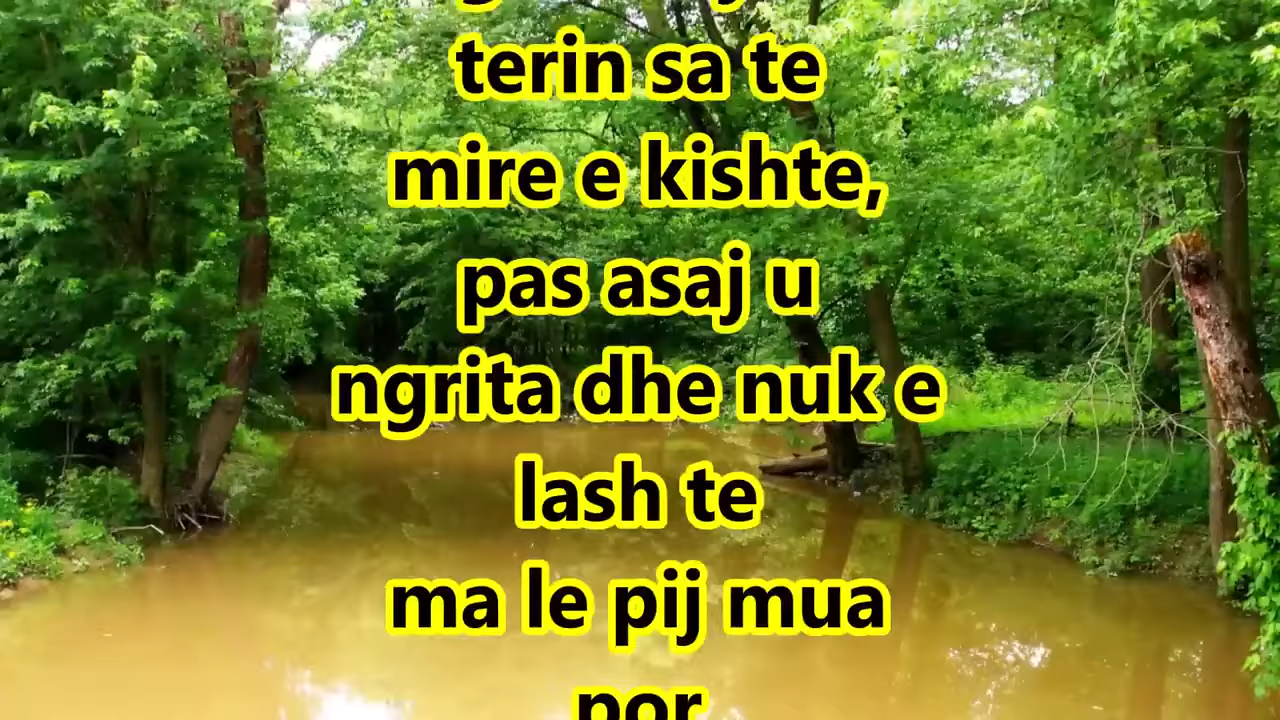 terin sa te
mire e kishte,
pas asaj u
ngrita dhe nuk e
lash te
ma le pij mua
por